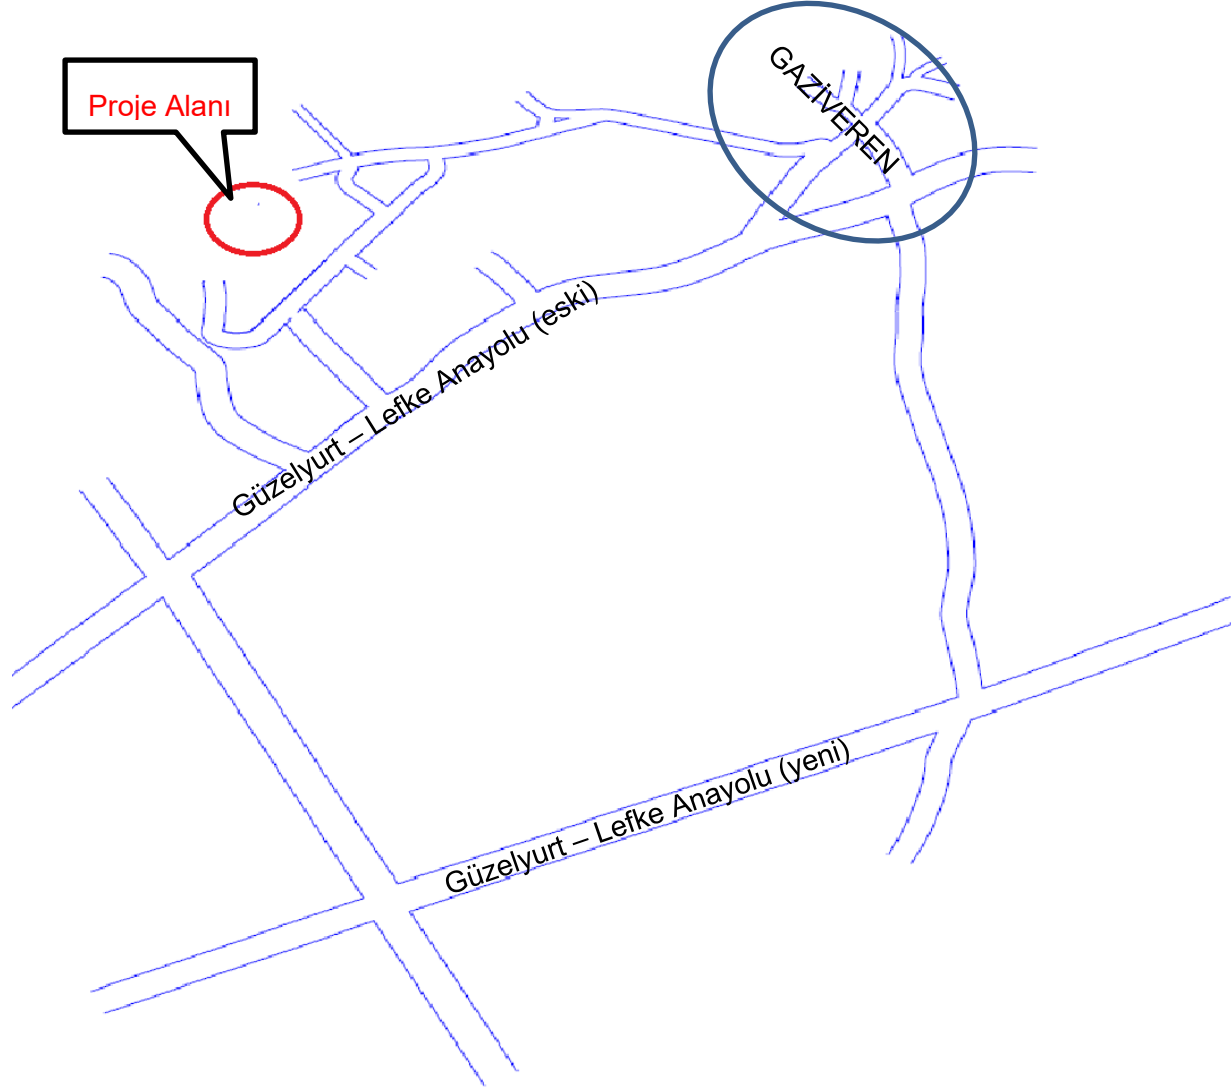 GAZİVEREN
Proje Alanı
Güzelyurt – Lefke Anayolu (eski)
Güzelyurt – Lefke Anayolu (yeni)